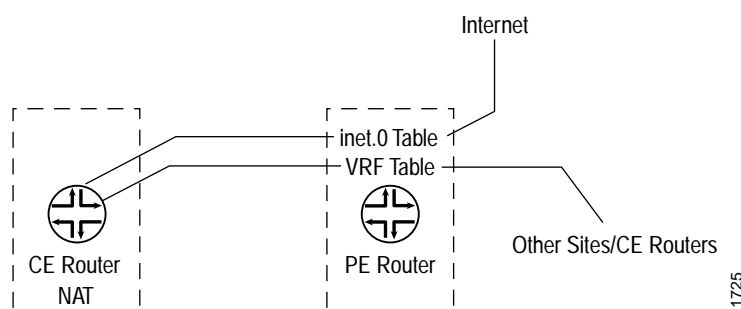 Internet
inet.0 Table
VRF Table
Other Sites/CE Routers
CE Router
NAT
PE Router
1725